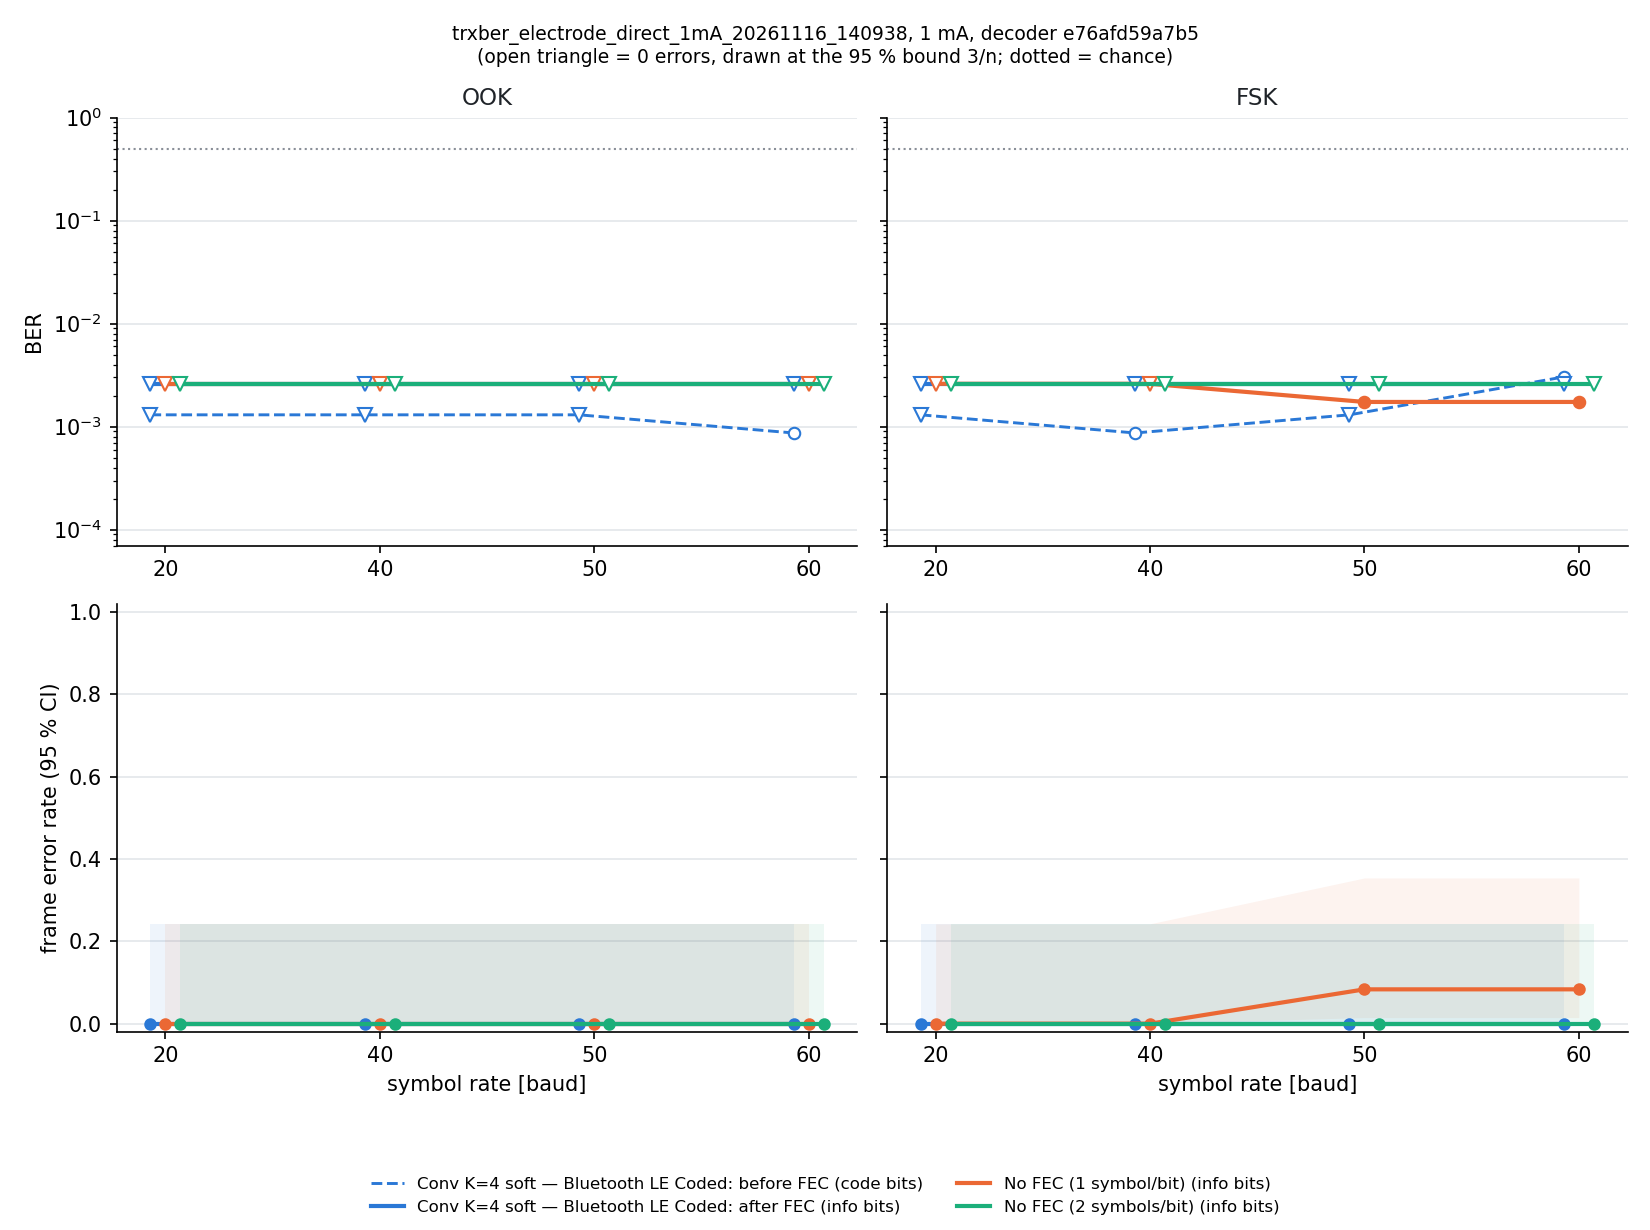 trxber_electrode_direct_1mA_20261116_140938, 1 mA, decoder e76afd59a7b5
(open triangle = 0 errors, drawn at the 95 % bound 3/n; dotted = chance)
OOK
FSK
BER
10⁰
10⁻¹
10⁻²
10⁻³
10⁻⁴
20 40 50 60
20 40 50 60
frame error rate (95 % CI)
1.0
0.8
0.6
0.4
0.2
0.0
20 40 50 60
20 40 50 60
symbol rate [baud]
symbol rate [baud]
Conv K=4 soft — Bluetooth LE Coded: before FEC (code bits)
Conv K=4 soft — Bluetooth LE Coded: after FEC (info bits)
No FEC (1 symbol/bit) (info bits)
No FEC (2 symbols/bit) (info bits)